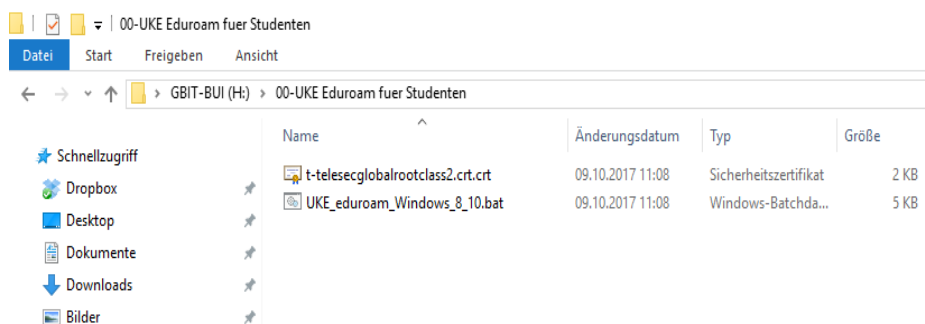 00-UKE Eduroam fuer Studenten
Datei Start Freigeben Ansicht
GBIT-BUI (H:) > 00-UKE Eduroam fuer Studenten
Name Änderungsdatum Typ Größe
Schnellzugriff
t-telesecglobalrootclass2.crt.crt 09.10.2017 11:08 Sicherheitszertifikat 2 KB
Dropbox
UKE_eduroam_Windows_8_10.bat 09.10.2017 11:08 Windows-Batchda... 5 KB
Desktop
Dokumente
Downloads
Bilder